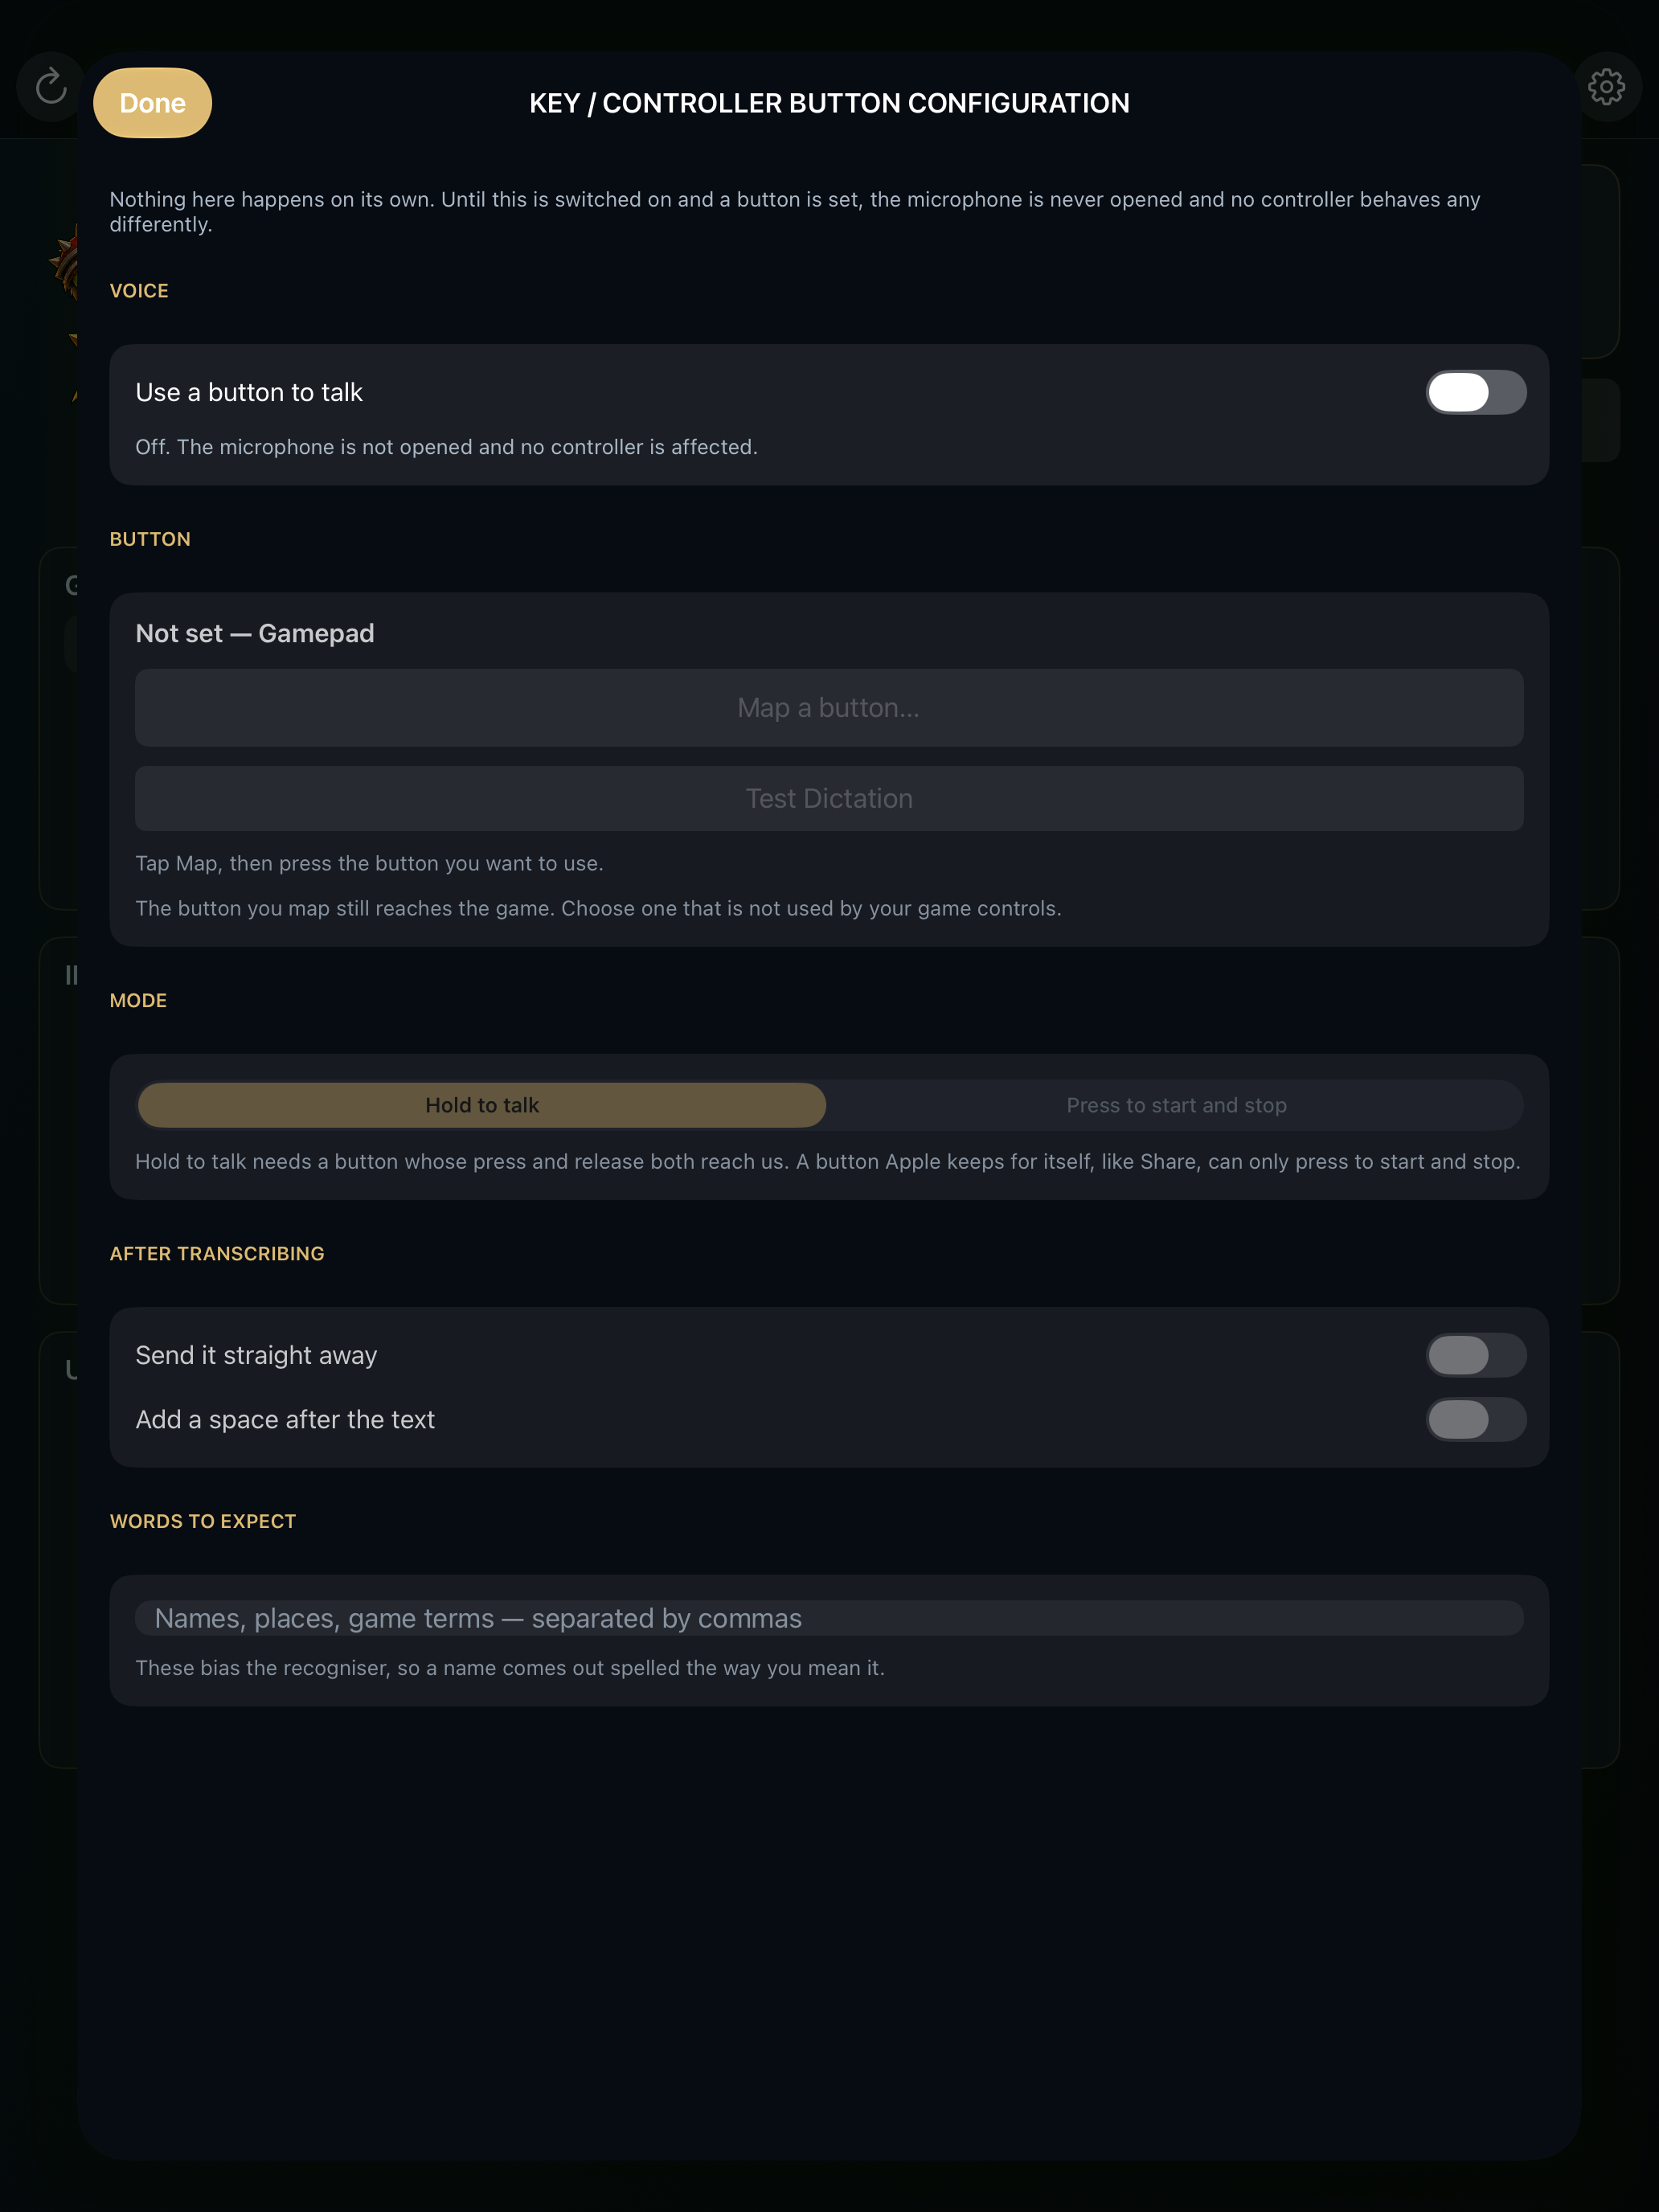 Done
KEY / CONTROLLER BUTTON CONFIGURATION
Nothing here happens on its own. Until this is switched on and a button is set, the microphone is never opened and no controller behaves any
differently.
VOICE
Use a button to talk
Off. The microphone is not opened and no controller is affected.
BUTTON
Not set — Gamepad
Map a button...
Test Dictation
Tap Map, then press the button you want to use.
The button you map still reaches the game. Choose one that is not used by your game controls.
MODE
Hold to talk
Press to start and stop
Hold to talk needs a button whose press and release both reach us. A button Apple keeps for itself, like Share, can only press to start and stop.
AFTER TRANSCRIBING
Send it straight away
Add a space after the text
WORDS TO EXPECT
Names, places, game terms — separated by commas
These bias the recogniser, so a name comes out spelled the way you mean it.